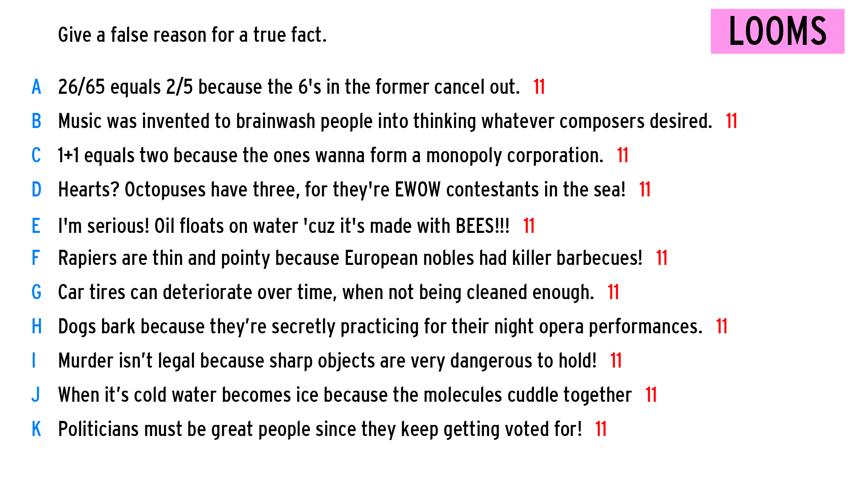 Give a false reason for a true fact.
LOOMS
A 26/65 equals 2/5 because the 6's in the former cancel out. 11
B Music was invented to brainwash people into thinking whatever composers desired. 11
C 1+1 equals two because the ones wanna form a monopoly corporation. 11
D Hearts? Octopuses have three, for they're EWOW contestants in the sea! 11
E I'm serious! Oil floats on water 'cuz it's made with BEES!!! 11
F Rapiers are thin and pointy because European nobles had killer barbecues! 11
G Car tires can deteriorate over time, when not being cleaned enough. 11
H Dogs bark because they’re secretly practicing for their night opera performances. 11
I Murder isn’t legal because sharp objects are very dangerous to hold! 11
J When it’s cold water becomes ice because the molecules cuddle together 11
K Politicians must be great people since they keep getting voted for! 11